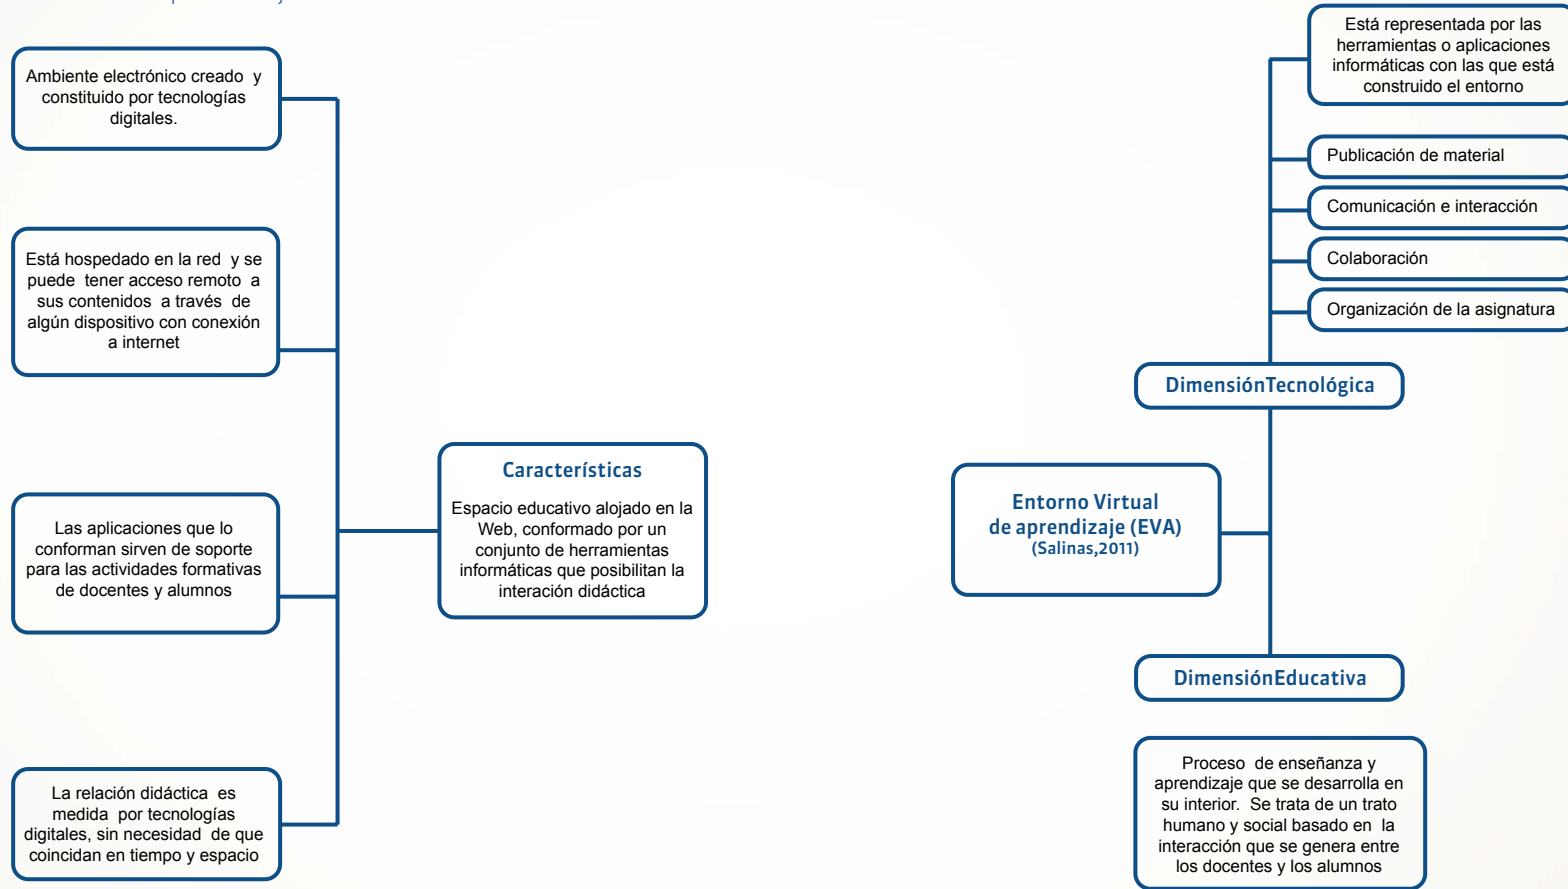 Ambiente electrónico creado y
constituido por tecnologías
digitales.
Está hospedado en la red y se
puede tener acceso remoto a
sus contenidos a través de
algún dispositivo con conexión
a internet
Las aplicaciones que lo
conforman sirven de soporte
para las actividades formativas
de docentes y alumnos
La relación didáctica es
medida por tecnologías
digitales, sin necesidad de que
coincidan en tiempo y espacio
Características
Espacio educativo alojado en la
Web, conformado por un
conjunto de herramientas
informáticas que posibilitan la
interación didáctica
Entorno Virtual
de aprendizaje (EVA)
(Salinas,2011)
Está representada por las
herramientas o aplicaciones
informáticas con las que está
construido el entorno
Publicación de material
Comunicación e interacción
Colaboración
Organización de la asignatura
DimensiónTecnológica
DimensiónEducativa
Proceso de enseñanza y
aprendizaje que se desarrolla en
su interior. Se trata de un trato
humano y social basado en la
interacción que se genera entre
los docentes y los alumnos